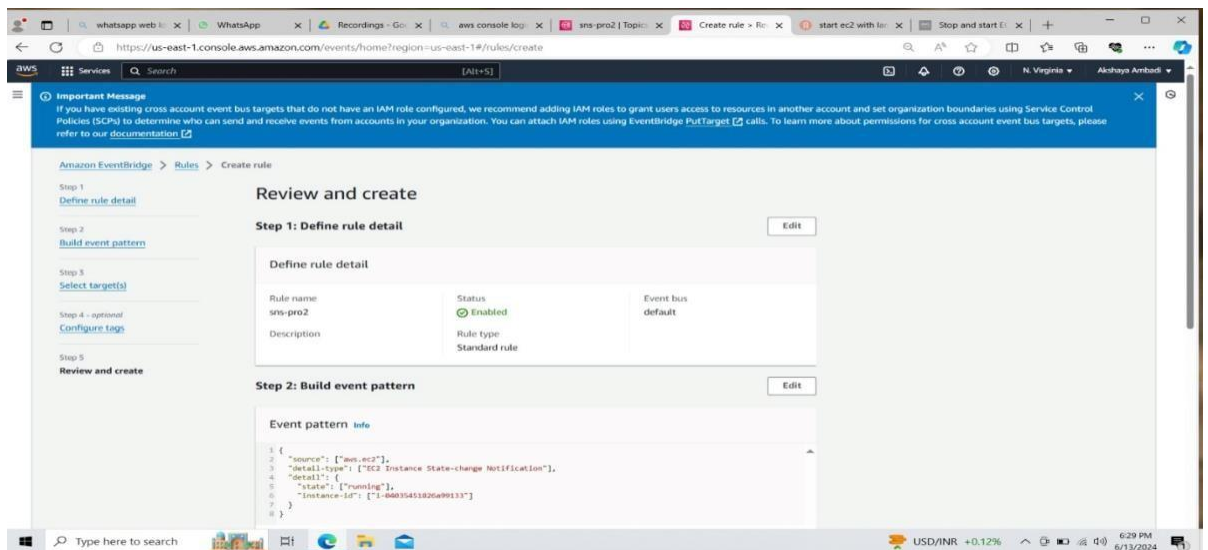 whatsapp web lo
WhatsApp
Recordings - Go
aws console logi
sns-pro2 | Topics
Create rule > Ru
start ec2 with lar
Stop and start E
https://us-east-1.console.aws.amazon.com/events/home?region=us-east-1#/rules/create
aws
Services
Search
[Alt+S]
N. Virginia
Akshaya Ambadi
Important Message
If you have existing cross account event bus targets that do not have an IAM role configured, we recommend adding IAM roles to grant users access to resources in another account and set organization boundaries using Service Control
Policies (SCPs) to determine who can send and receive events from accounts in your organization. You can attach IAM roles using EventBridge PutTarget calls. To learn more about permissions for cross account event bus targets, please
refer to our documentation
Amazon EventBridge > Rules > Create rule
Step 1
Define rule detail
Step 2
Build event pattern
Step 3
Select target(s)
Step 4 - optional
Configure tags
Step 5
Review and create
Review and create
Step 1: Define rule detail
Edit
Define rule detail
Rule name
sns-pro2
Status
Enabled
Event bus
default
Description
Rule type
Standard rule
Step 2: Build event pattern
Edit
Event pattern Info
1 {
2 "source": ["aws.ec2"],
3 "detail-type": ["EC2 Instance State-change Notification"],
4 "detail": {
5 "state": ["running"],
6 "instance-id": ["i-04035451026a99133"]
7 }
8 }
Type here to search
USD/INR +0.12%
6:29 PM
6/13/2024